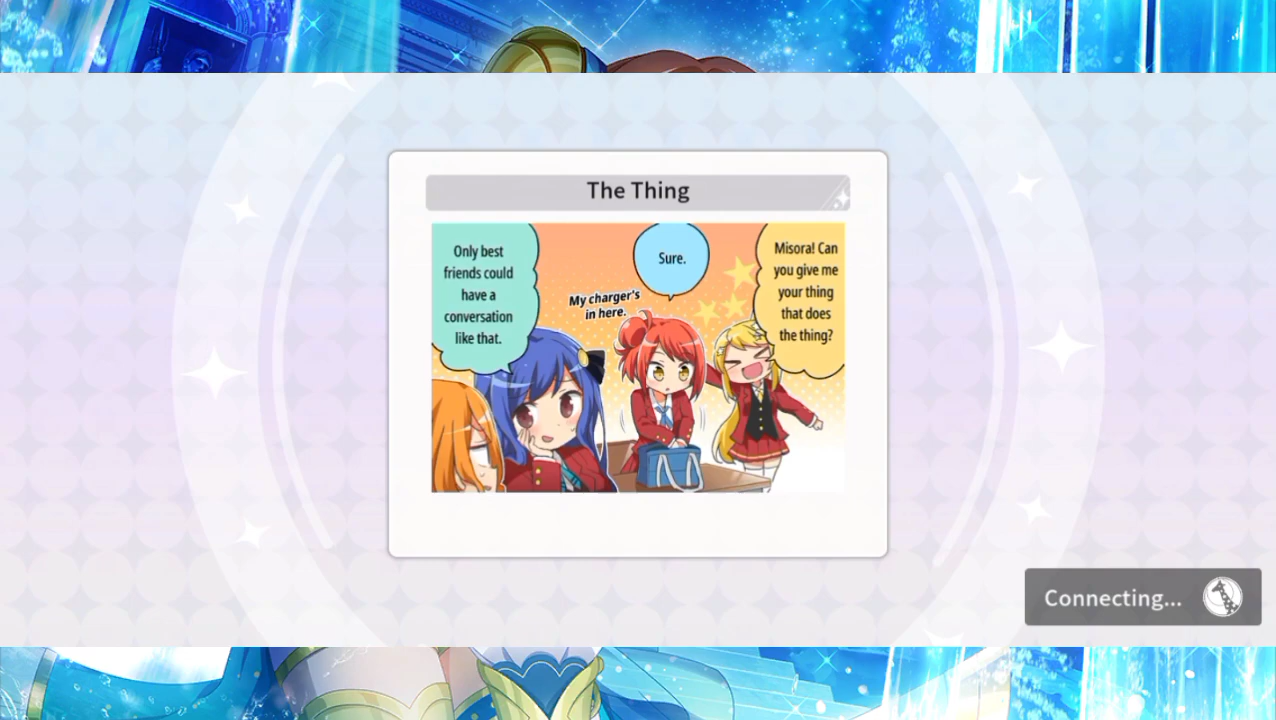 The Thing
Misora! Can
you give me
your thing
that does
the thing?
Sure.
My charger's
in here.
Only best
friends could
have a
conversation
like that.
Connecting...